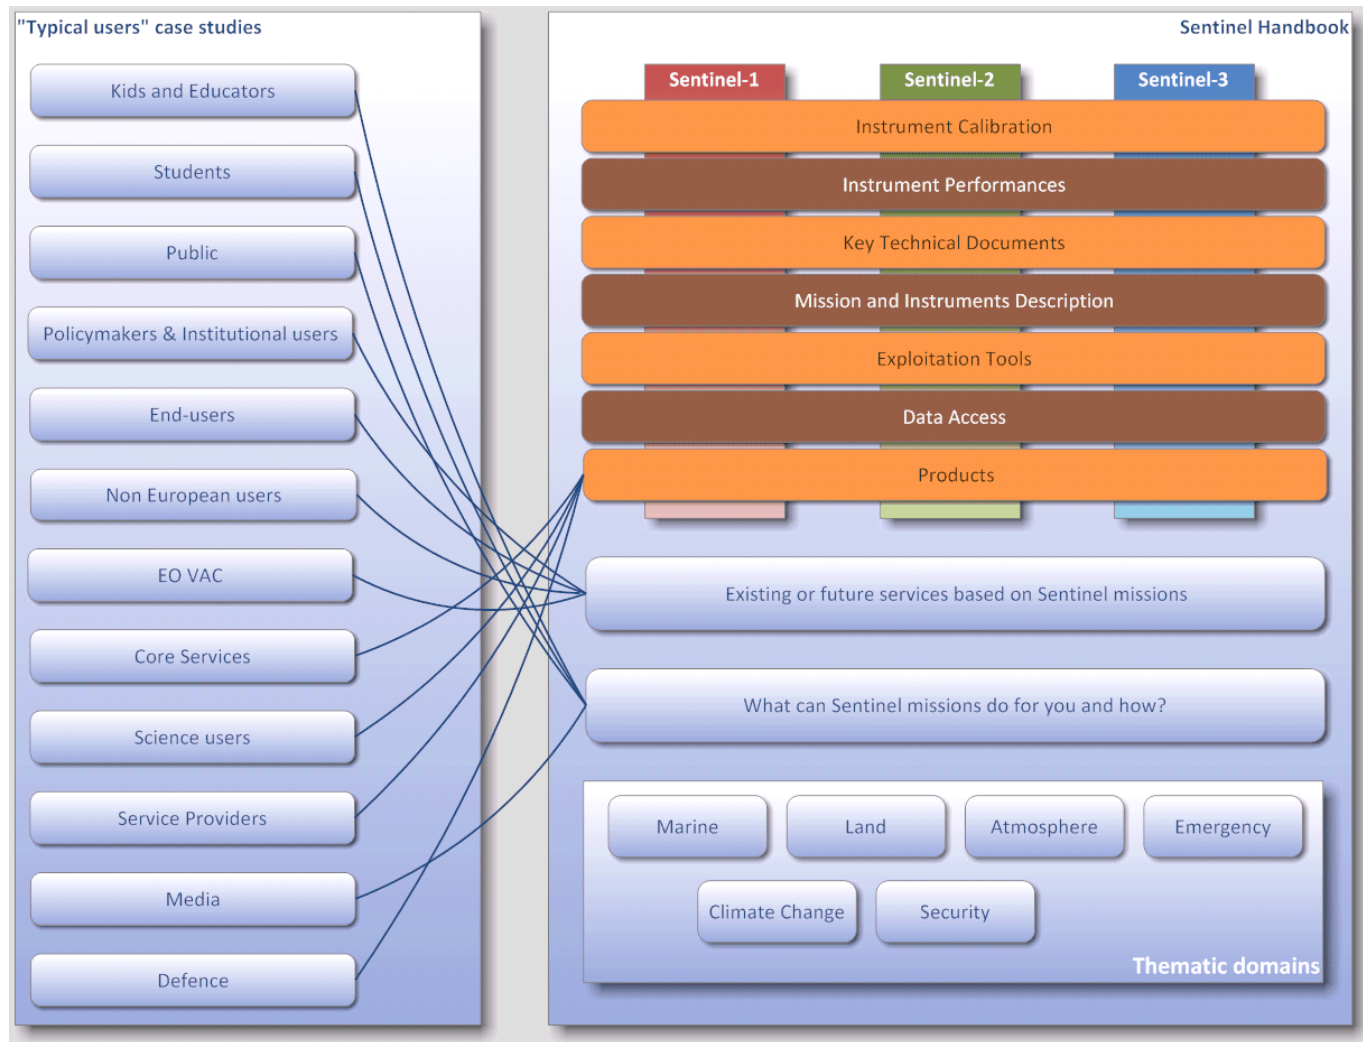 "Typical users" case studies
Kids and Educators
Students
Public
Policymakers & Institutional users
End-users
Non European users
EO VAC
Core Services
Science users
Service Providers
Media
Defence
Sentinel Handbook
Sentinel-1
Sentinel-2
Sentinel-3
Instrument Calibration
Instrument Performances
Key Technical Documents
Mission and Instruments Description
Exploitation Tools
Data Access
Products
Existing or future services based on Sentinel missions
What can Sentinel missions do for you and how?
Marine
Land
Atmosphere
Emergency
Climate Change
Security
Thematic domains